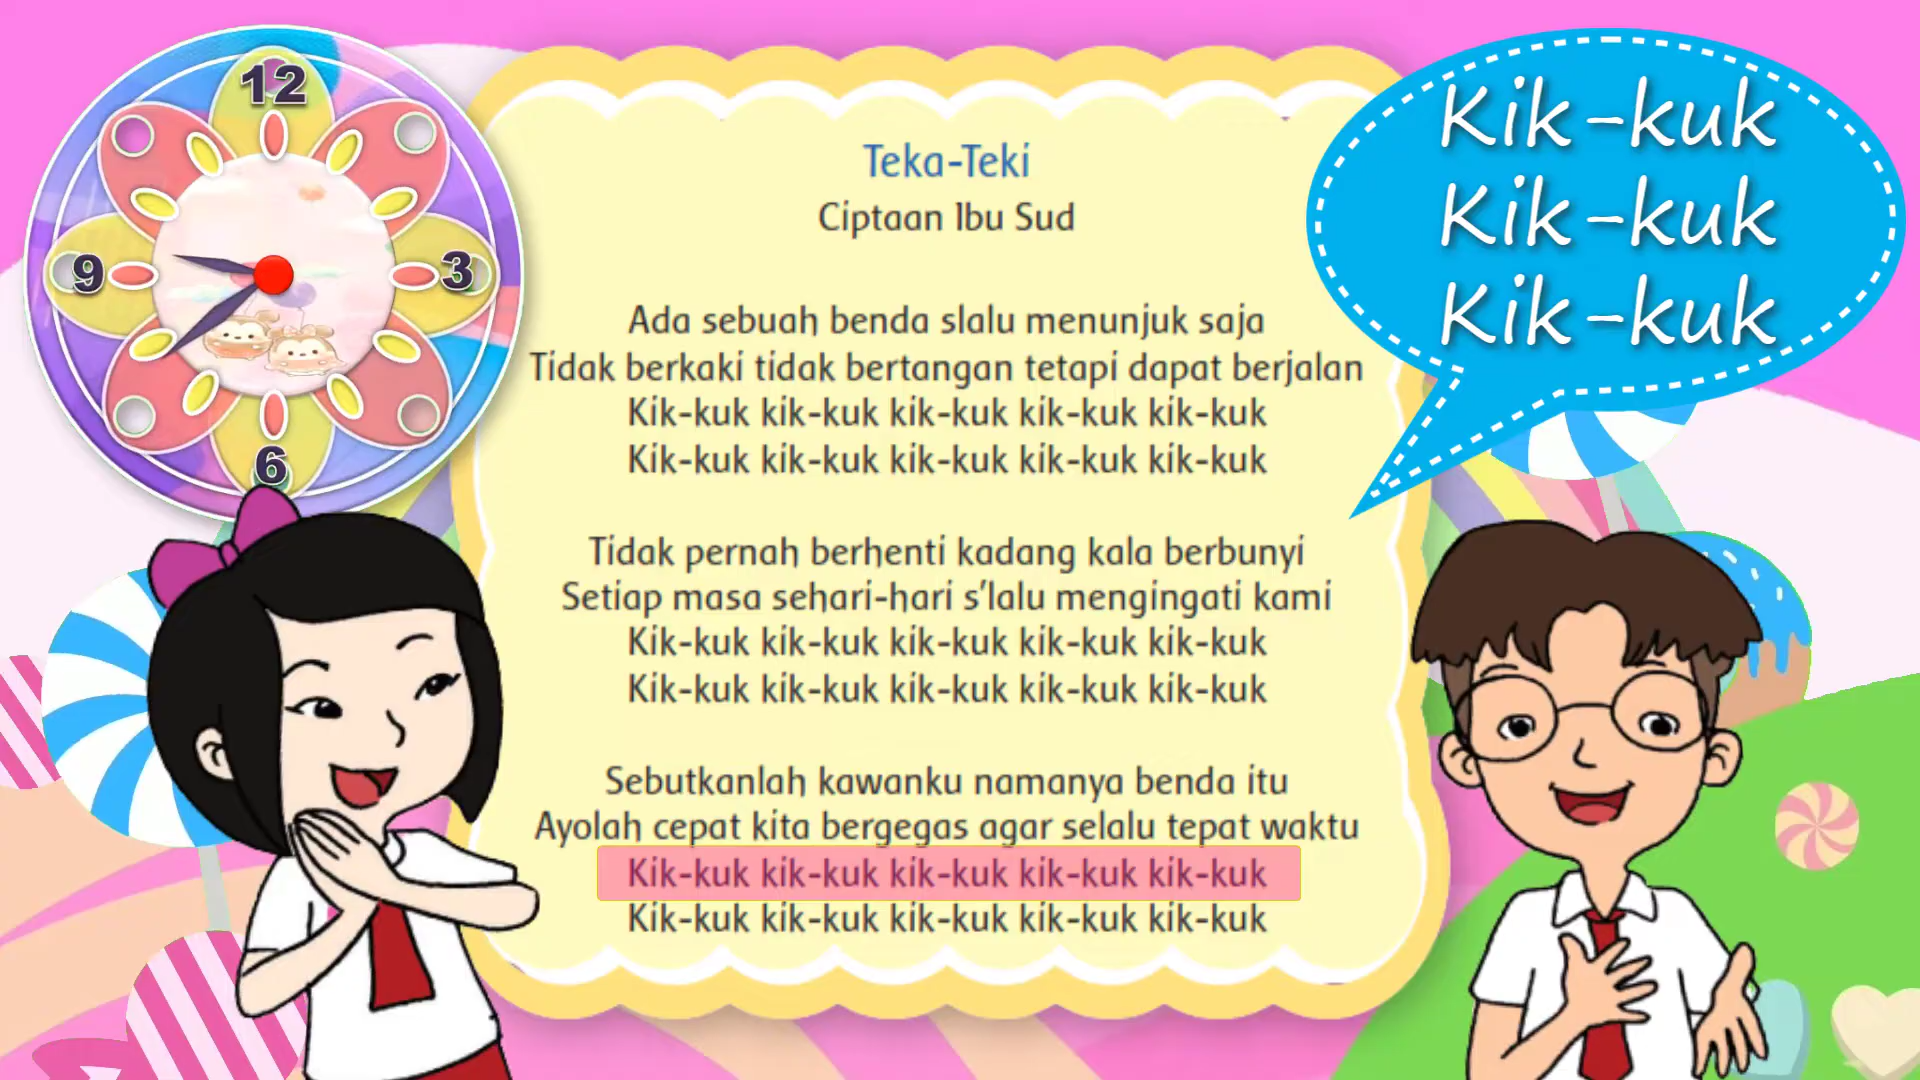 12
9
3
6
Teka-Teki
Ciptaan Ibu Sud
Ada sebuah benda slalu menunjuk saja
Tidak berkaki tidak bertangan tetapi dapat berjalan
Kik-kuk kik-kuk kik-kuk kik-kuk kik-kuk
Kik-kuk kik-kuk kik-kuk kik-kuk kik-kuk
Tidak pernah berhenti kadang kala berbunyi
Setiap masa sehari-hari s'lalu mengingati kami
Kik-kuk kik-kuk kik-kuk kik-kuk kik-kuk
Kik-kuk kik-kuk kik-kuk kik-kuk kik-kuk
Sebutkanlah kawanku namanya benda itu
Ayolah cepat kita bergegas agar selalu tepat waktu
Kik-kuk kik-kuk kik-kuk kik-kuk kik-kuk
Kik-kuk kik-kuk kik-kuk kik-kuk kik-kuk
Kik-kuk
Kik-kuk
Kik-kuk